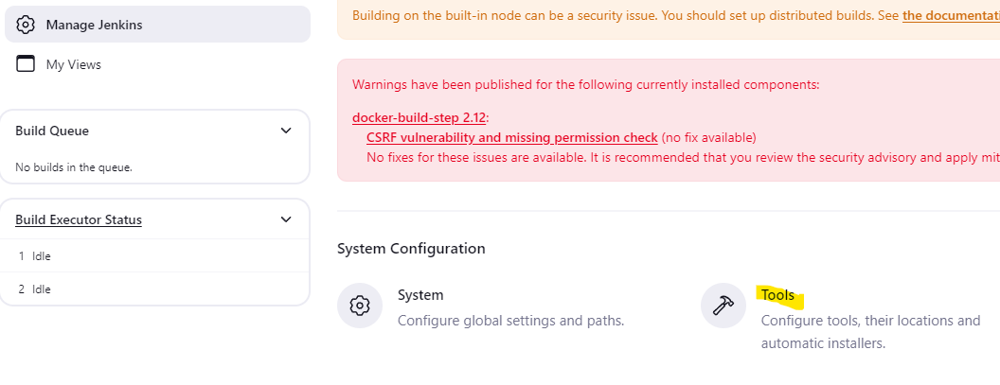 Manage Jenkins
My Views
Build Queue
No builds in the queue.
Build Executor Status
1 Idle
2 Idle
Building on the built-in node can be a security issue. You should set up distributed builds. See the documentati
Warnings have been published for the following currently installed components:
docker-build-step 2.12:
CSRF vulnerability and missing permission check (no fix available)
No fixes for these issues are available. It is recommended that you review the security advisory and apply mit
System Configuration
System
Configure global settings and paths.
Tools
Configure tools, their locations and
automatic installers.